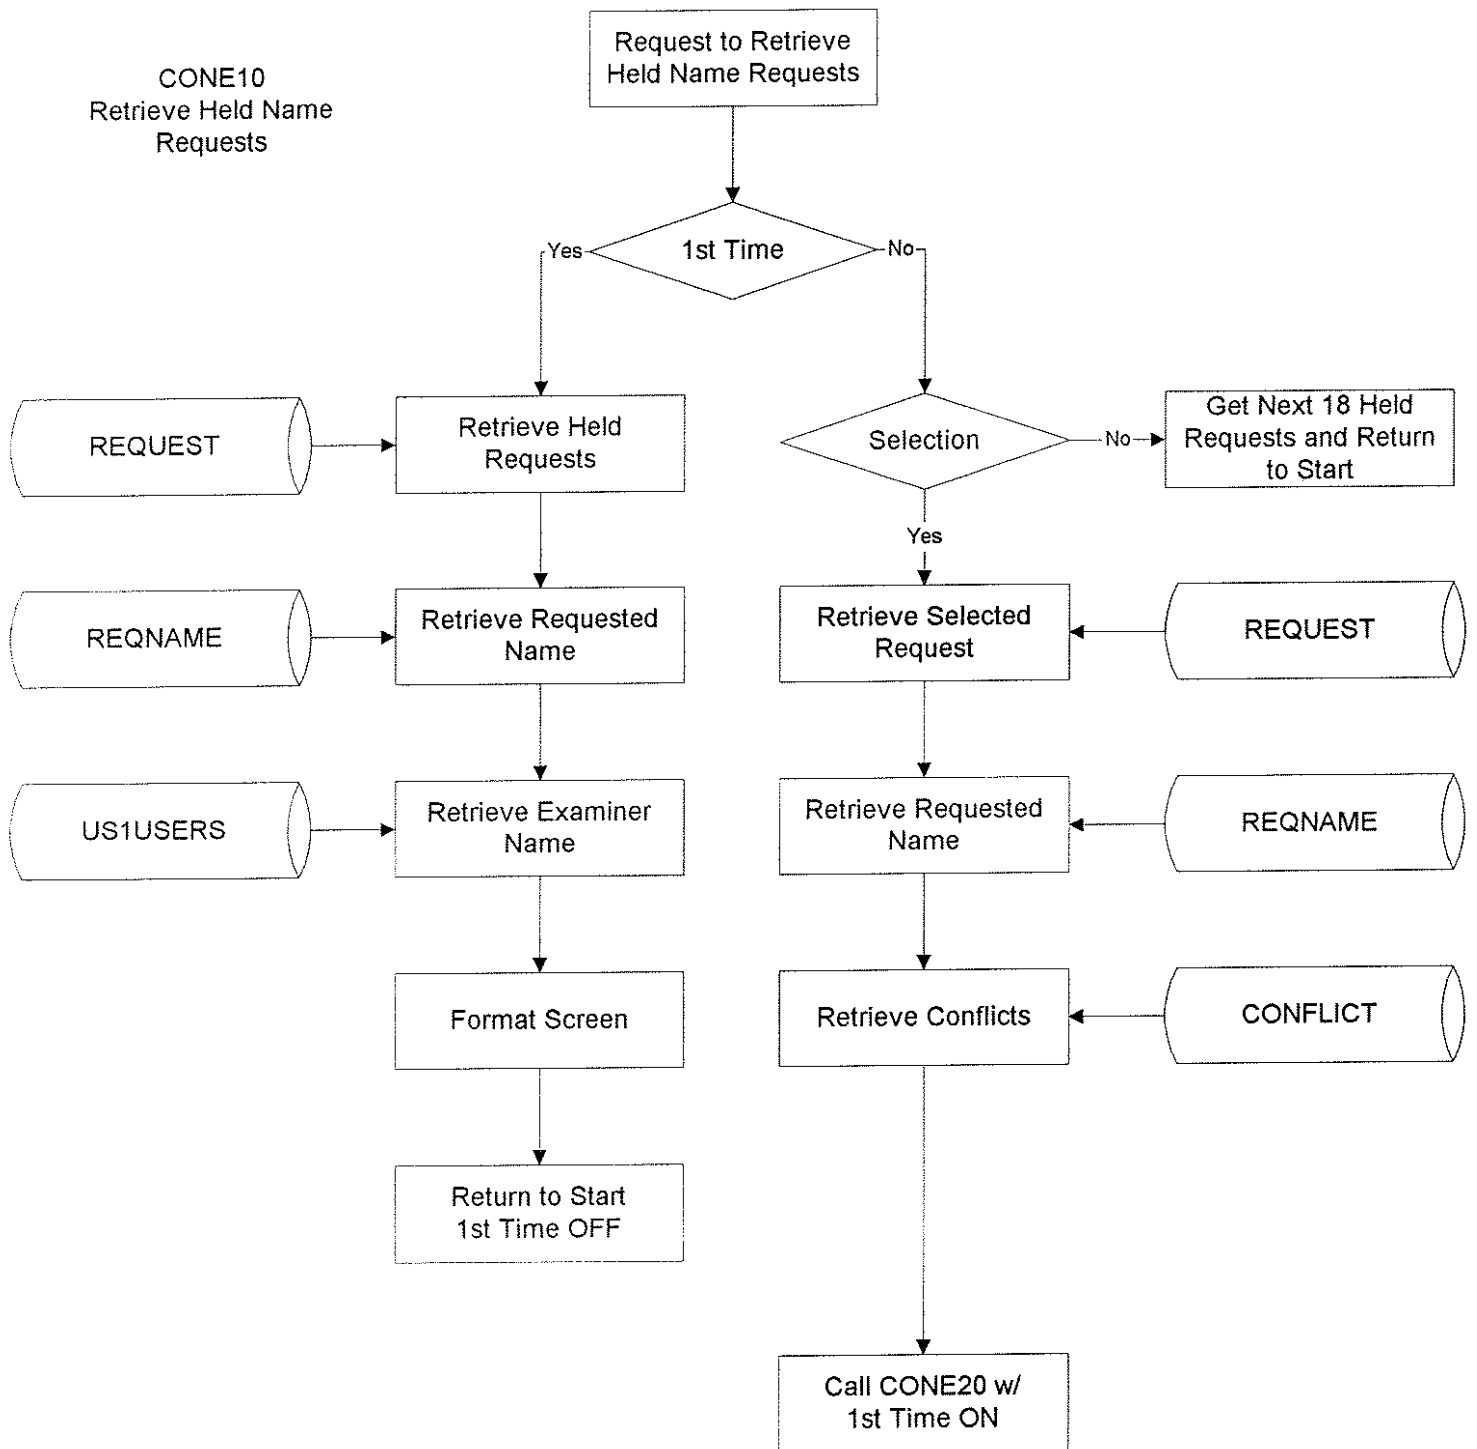 CONE10
Retrieve Held Name
Requests
Request to Retrieve
Held Name Requests
1st Time
Yes
No
REQUEST
Retrieve Held
Requests
Selection
No
Get Next 18 Held
Requests and Return
to Start
Yes
REQNAME
Retrieve Requested
Name
Retrieve Selected
Request
REQUEST
US1USERS
Retrieve Examiner
Name
Retrieve Requested
Name
REQNAME
Format Screen
Retrieve Conflicts
CONFLICT
Return to Start
1st Time OFF
Call CONE20 w/
1st Time ON